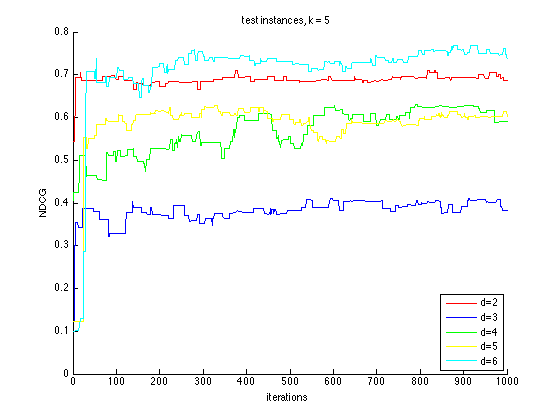 test instances, k = 5
NDCG
0.8
0.7
0.6
0.5
0.4
0.3
0.2
0.1
0
0 100 200 300 400 500 600 700 800 900 1000
iterations
d=2
d=3
d=4
d=5
d=6